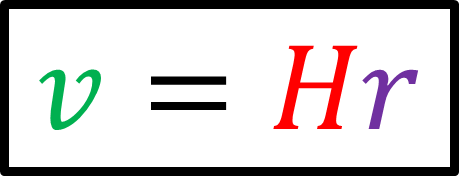 v = Hr